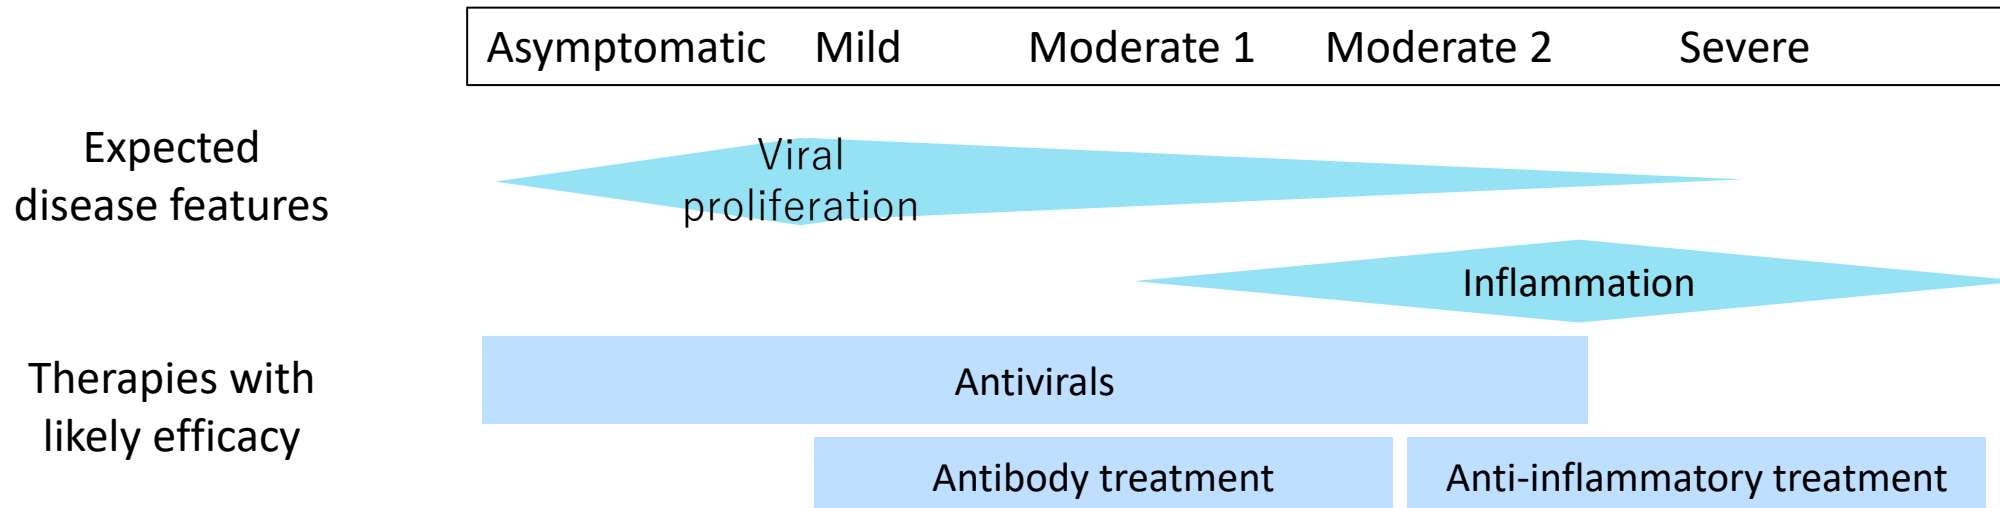 Asymptomatic Mild Moderate 1 Moderate 2 Severe
Expected
disease features
Viral
proliferation
Inflammation
Therapies with
likely efficacy
Antivirals
Antibody treatment
Anti-inflammatory treatment